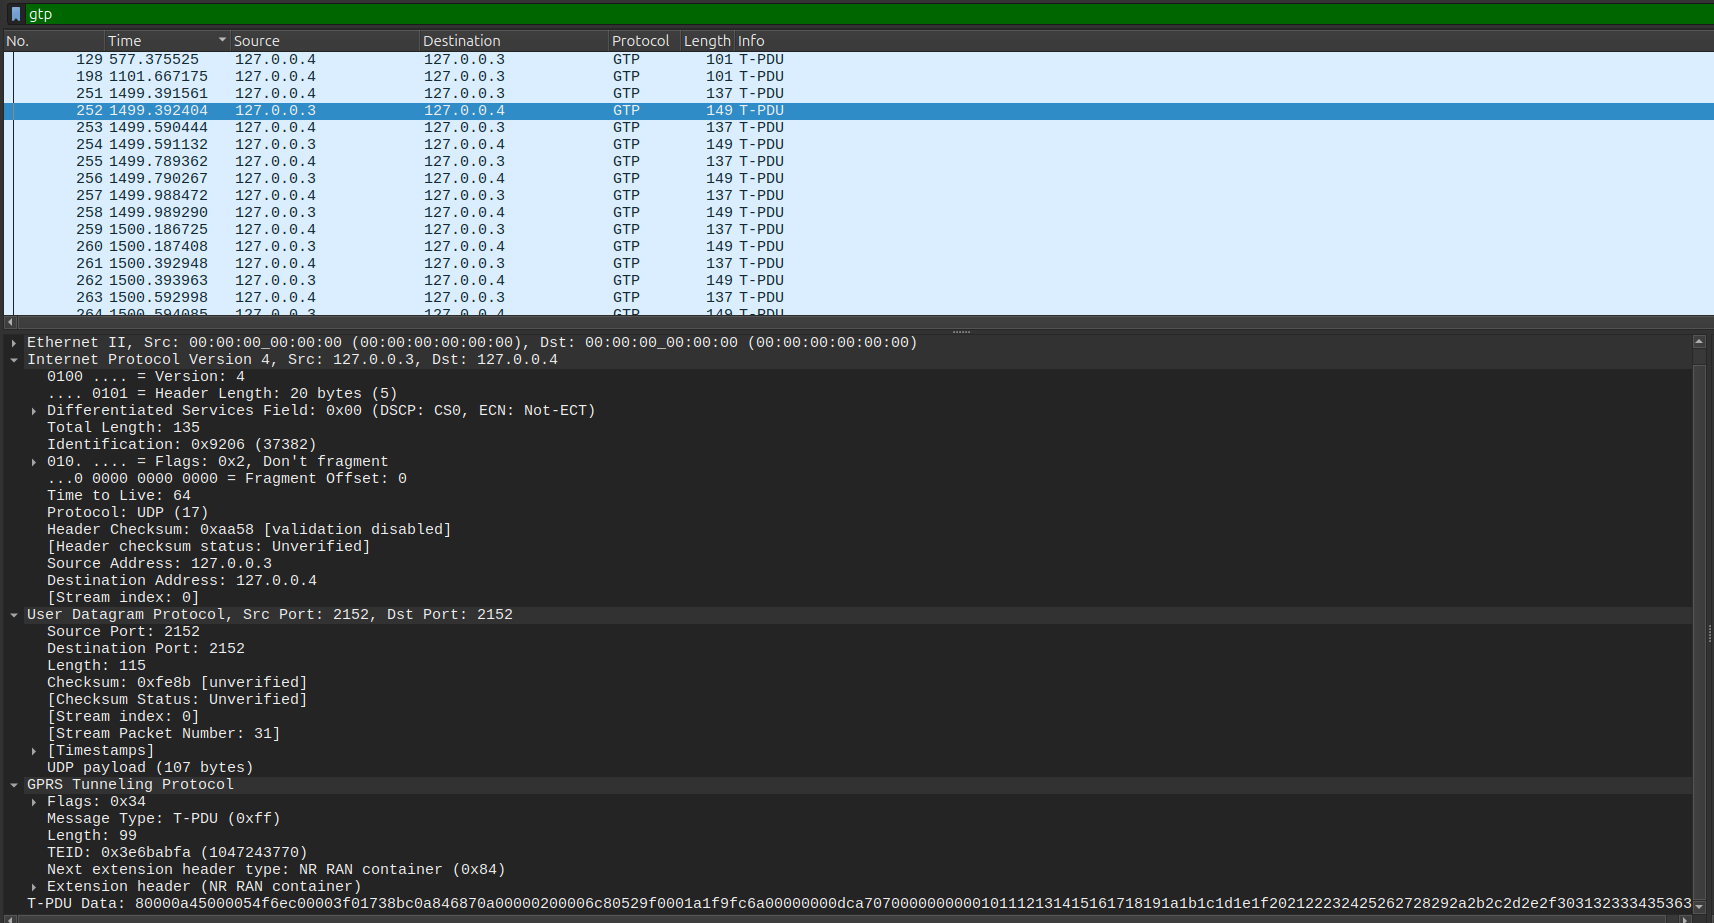 gtp
No. Time Source Destination Protocol Length Info
129 577.375525 127.0.0.4 127.0.0.3 GTP 101 T-PDU
198 1101.667175 127.0.0.4 127.0.0.3 GTP 101 T-PDU
251 1499.391561 127.0.0.4 127.0.0.3 GTP 137 T-PDU
252 1499.392404 127.0.0.3 127.0.0.4 GTP 149 T-PDU
253 1499.590444 127.0.0.4 127.0.0.3 GTP 137 T-PDU
254 1499.591132 127.0.0.3 127.0.0.4 GTP 149 T-PDU
255 1499.789362 127.0.0.4 127.0.0.3 GTP 137 T-PDU
256 1499.790267 127.0.0.3 127.0.0.4 GTP 149 T-PDU
257 1499.988472 127.0.0.4 127.0.0.3 GTP 137 T-PDU
258 1499.989290 127.0.0.3 127.0.0.4 GTP 149 T-PDU
259 1500.186725 127.0.0.4 127.0.0.3 GTP 137 T-PDU
260 1500.187408 127.0.0.3 127.0.0.4 GTP 149 T-PDU
261 1500.392948 127.0.0.4 127.0.0.3 GTP 137 T-PDU
262 1500.393963 127.0.0.3 127.0.0.4 GTP 149 T-PDU
263 1500.592998 127.0.0.4 127.0.0.3 GTP 137 T-PDU
264 1500.594085 127.0.0.3 127.0.0.4 GTP 149 T-PDU
Ethernet II, Src: 00:00:00_00:00:00 (00:00:00:00:00:00), Dst: 00:00:00_00:00:00 (00:00:00:00:00:00)
Internet Protocol Version 4, Src: 127.0.0.3, Dst: 127.0.0.4
0100 .... = Version: 4
.... 0101 = Header Length: 20 bytes (5)
Differentiated Services Field: 0x00 (DSCP: CS0, ECN: Not-ECT)
Total Length: 135
Identification: 0x9206 (37382)
010. .... = Flags: 0x2, Don't fragment
...0 0000 0000 0000 = Fragment Offset: 0
Time to Live: 64
Protocol: UDP (17)
Header Checksum: 0xaa58 [validation disabled]
[Header checksum status: Unverified]
Source Address: 127.0.0.3
Destination Address: 127.0.0.4
[Stream index: 0]
User Datagram Protocol, Src Port: 2152, Dst Port: 2152
Source Port: 2152
Destination Port: 2152
Length: 115
Checksum: 0xfe8b [unverified]
[Checksum Status: Unverified]
[Stream index: 0]
[Stream Packet Number: 31]
[Timestamps]
UDP payload (107 bytes)
GPRS Tunneling Protocol
Flags: 0x34
Message Type: T-PDU (0xff)
Length: 99
TEID: 0x3e6babfa (1047243770)
Next extension header type: NR RAN container (0x84)
Extension header (NR RAN container)
T-PDU Data: 80000a45000054f6ec00003f01738bc0a846870a00000200006c80529f0001a1f9fc6a00000000dca7070000000000101112131415161718191a1b1c1d1e1f202122232425262728292a2b2c2d2e2f303132333435363